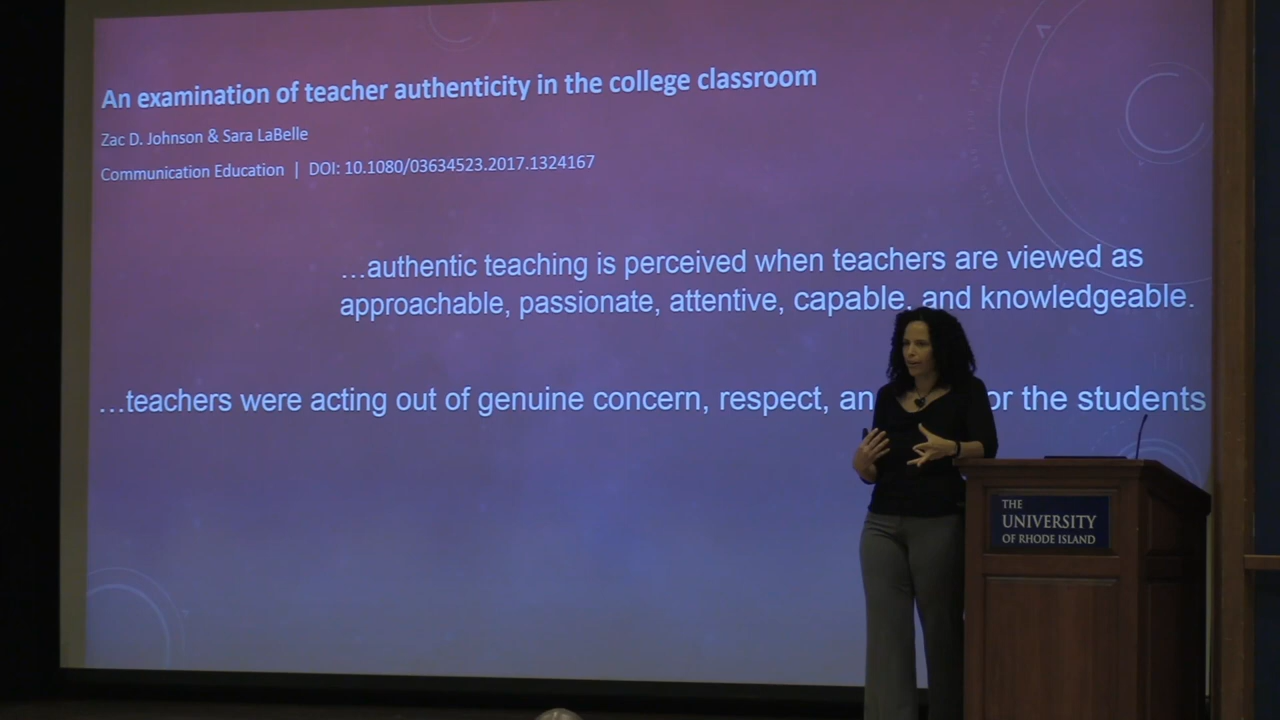 An examination of teacher authenticity in the college classroom
Zac D. Johnson & Sara LaBelle
Communication Education | DOI: 10.1080/03634523.2017.1324167
…authentic teaching is perceived when teachers are viewed as
approachable, passionate, attentive, capable, and knowledgeable.
…teachers were acting out of genuine concern, respect, an or the students
THE
UNIVERSITY
OF RHODE ISLAND